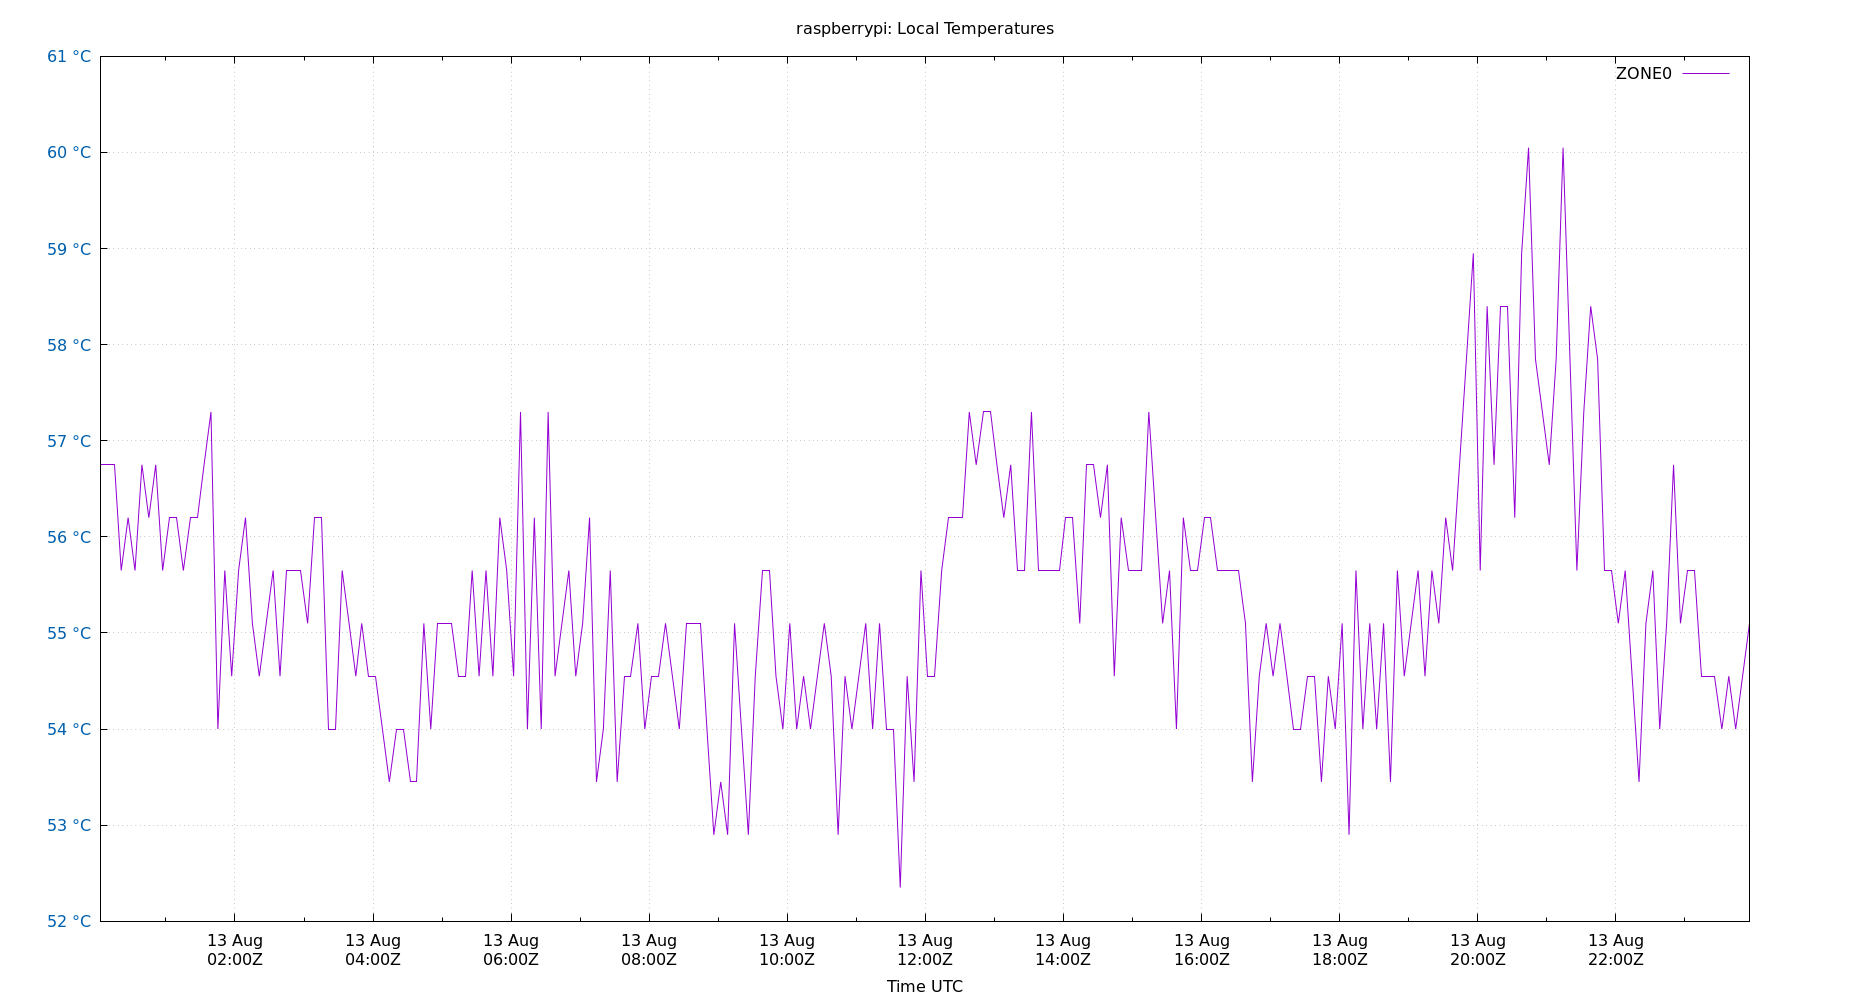 raspberrypi: Local Temperatures
61 °C
ZONE0
60 °C
59 °C
58 °C
57 °C
56 °C
55 °C
54 °C
53 °C
52 °C
13 Aug 13 Aug 13 Aug 13 Aug 13 Aug 13 Aug 13 Aug 13 Aug 13 Aug 13 Aug 13 Aug
02:00Z 04:00Z 06:00Z 08:00Z 10:00Z 12:00Z 14:00Z 16:00Z 18:00Z 20:00Z 22:00Z
Time UTC